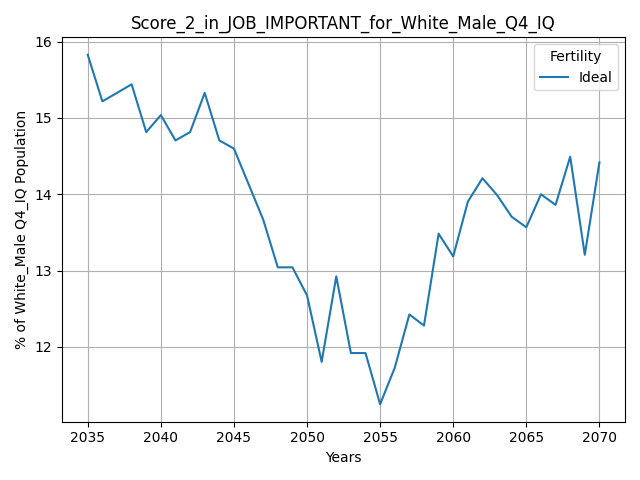 Score_2_in_JOB_IMPORTANT_for_White_Male_Q4_IQ
Fertility
Ideal
% of White_Male Q4_IQ Population
16
15
14
13
12
2035 2040 2045 2050 2055 2060 2065 2070
Years